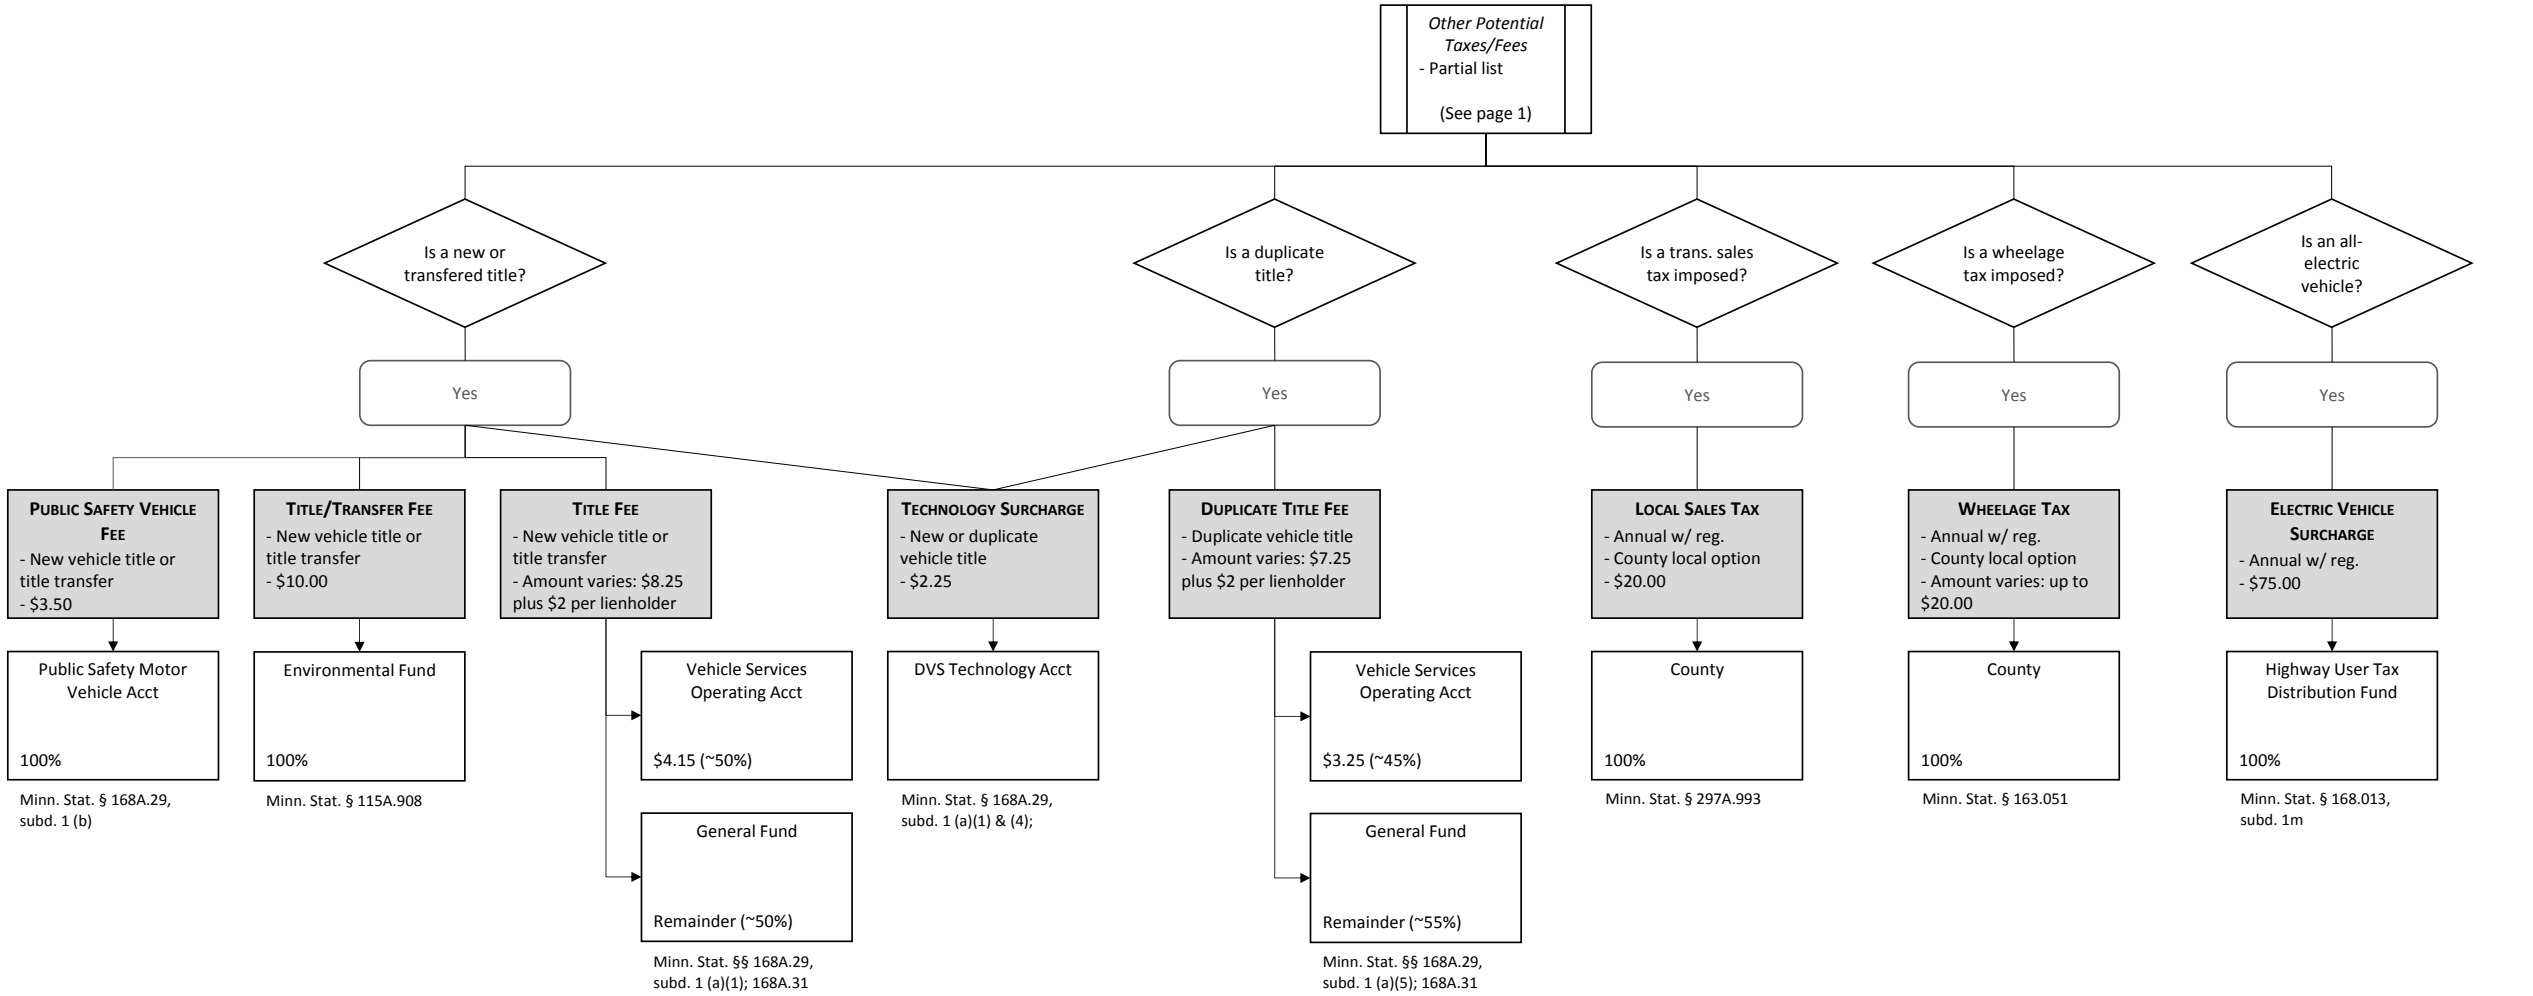 Other Potential
Taxes/Fees
- Partial list
(See page 1)
Is a new or
transfered title?
Is a duplicate
title?
Is a trans. sales
tax imposed?
Is a wheelage
tax imposed?
Is an all-
electric
vehicle?
Yes
Yes
Yes
Yes
Yes
PUBLIC SAFETY VEHICLE
FEE
- New vehicle title or
title transfer
- $3.50
TITLE/TRANSFER FEE
- New vehicle title or
title transfer
- $10.00
TITLE FEE
- New vehicle title or
title transfer
- Amount varies: $8.25
plus $2 per lienholder
TECHNOLOGY SURCHARGE
- New or duplicate
vehicle title
- $2.25
DUPLICATE TITLE FEE
- Duplicate vehicle title
- Amount varies: $7.25
plus $2 per lienholder
LOCAL SALES TAX
- Annual w/ reg.
- County local option
- $20.00
WHEELAGE TAX
- Annual w/ reg.
- County local option
- Amount varies: up to
$20.00
ELECTRIC VEHICLE
SURCHARGE
- Annual w/ reg.
- $75.00
Public Safety Motor
Vehicle Acct
100%
Minn. Stat. § 168A.29,
subd. 1 (b)
Environmental Fund
100%
Minn. Stat. § 115A.908
Vehicle Services
Operating Acct
$4.15 (~50%)
General Fund
Remainder (~50%)
Minn. Stat. §§ 168A.29,
subd. 1 (a)(1); 168A.31
DVS Technology Acct
Minn. Stat. § 168A.29,
subd. 1 (a)(1) & (4);
Vehicle Services
Operating Acct
$3.25 (~45%)
General Fund
Remainder (~55%)
Minn. Stat. §§ 168A.29,
subd. 1 (a)(5); 168A.31
County
100%
Minn. Stat. § 297A.993
County
100%
Minn. Stat. § 163.051
Highway User Tax
Distribution Fund
100%
Minn. Stat. § 168.013,
subd. 1m